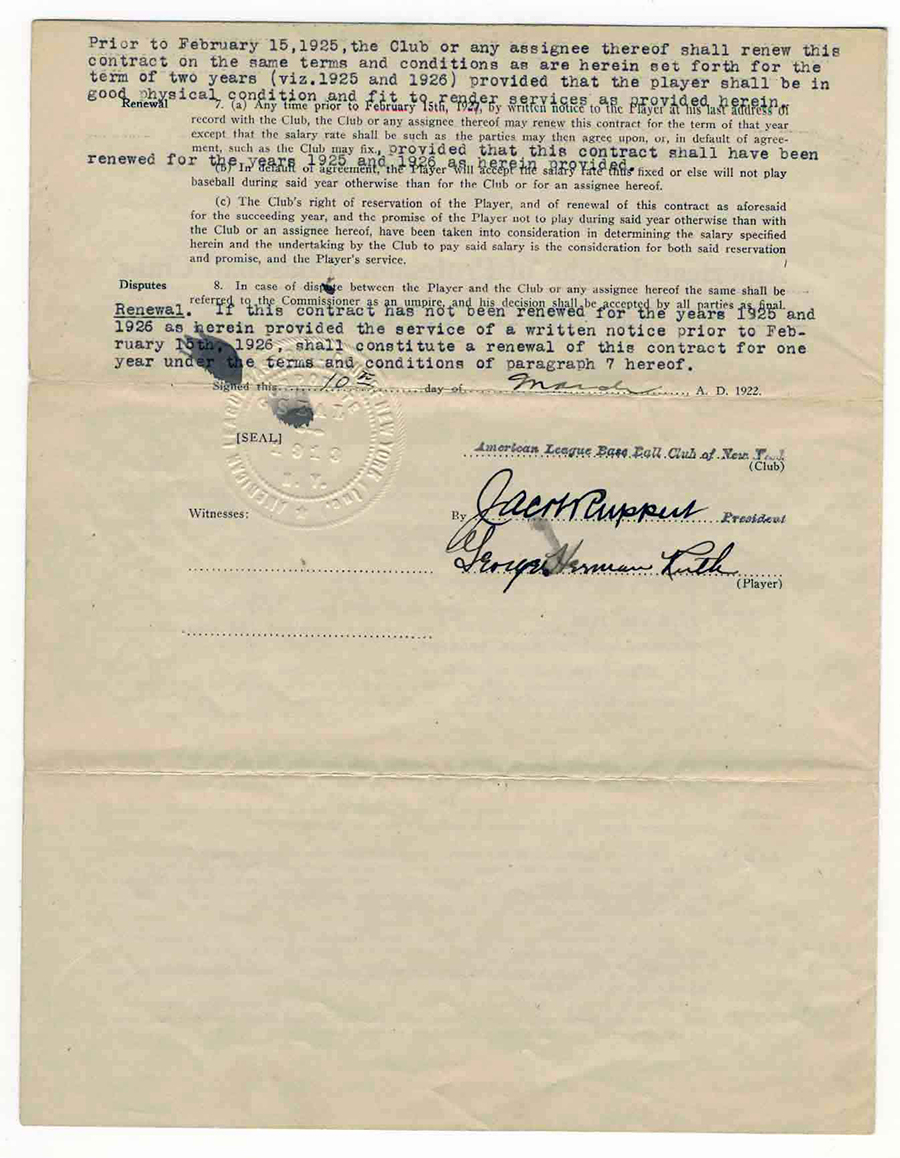 Prior to February 15,1925,the Club or any assignee thereof shall renew this
contract on the same terms and conditions as are herein set forth for the
term of two years (viz.1925 and 1926) provided that the player shall be in
good physical condition and fit to render services as provided herein.
Renewal 7. (a) Any time prior to February 15th, 1927, by written notice to the Player at his last address of
record with the Club, the Club or any assignee thereof may renew this contract for the term of that year
except that the salary rate shall be such as the parties may then agree upon, or, in default of agree-
ment, such as the Club may fix., provided that this contract shall have been
renewed for the years 1925 and 1926 as herein provided.
(b) In default of agreement, the Player will accept the salary rate thus fixed or else will not play
baseball during said year otherwise than for the Club or for an assignee hereof.
(c) The Club's right of reservation of the Player, and of renewal of this contract as aforesaid
for the succeeding year, and the promise of the Player not to play during said year otherwise than with
the Club or an assignee hereof, have been taken into consideration in determining the salary specified
herein and the undertaking by the Club to pay said salary is the consideration for both said reservation
and promise, and the Player's service.
Disputes 8. In case of dispute between the Player and the Club or any assignee hereof the same shall be
referred to the Commissioner as an umpire, and his decision shall be accepted by all parties as final.
Renewal. If this contract has not been renewed for the years 1925 and
1926 as herein provided the service of a written notice prior to Feb-
ruary 15th, 1926, shall constitute a renewal of this contract for one
year under the terms and conditions of paragraph 7 hereof.
Signed this 10th day of March, A. D. 1922.
[SEAL]
American League Base Ball Club of New York
(Club)
Witnesses: By Jacob Ruppert President
George Herman Ruth
(Player)
AMERICAN LEAGUE NEW YORK INC.
SEAL
1913
N.Y.